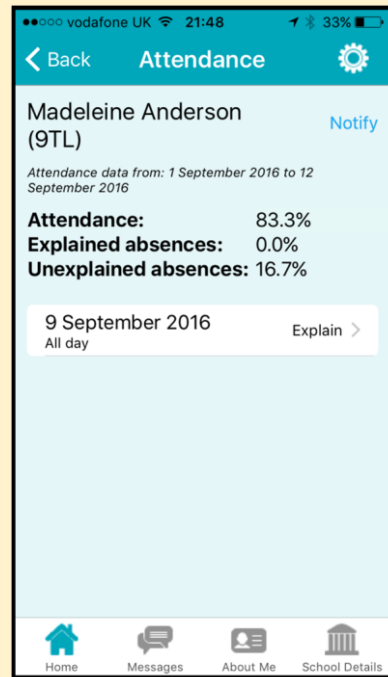 vodafone UK 21:48 33%
Back Attendance
Madeleine Anderson
(9TL)
Notify
Attendance data from: 1 September 2016 to 12
September 2016
Attendance: 83.3%
Explained absences: 0.0%
Unexplained absences: 16.7%
9 September 2016
All day
Explain
Home Messages About Me School Details